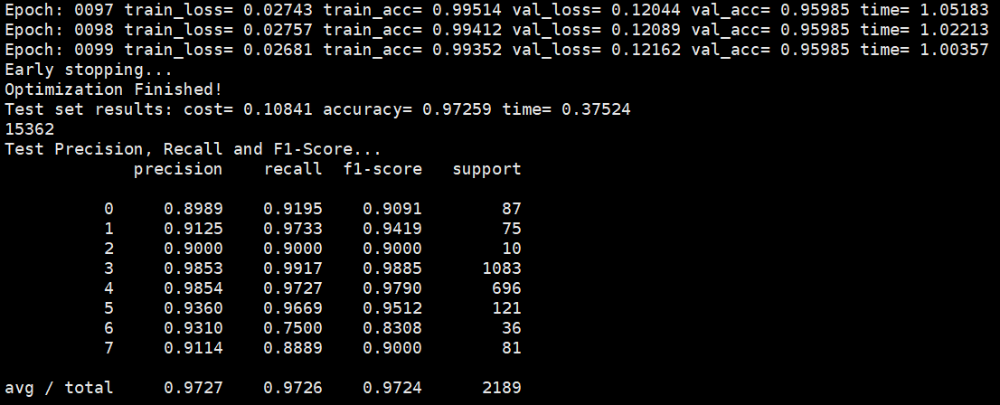 Epoch: 0097 train_loss= 0.02743 train_acc= 0.99514 val_loss= 0.12044 val_acc= 0.95985 time= 1.05183
Epoch: 0098 train_loss= 0.02757 train_acc= 0.99412 val_loss= 0.12089 val_acc= 0.95985 time= 1.02213
Epoch: 0099 train_loss= 0.02681 train_acc= 0.99352 val_loss= 0.12162 val_acc= 0.95985 time= 1.00357
Early stopping...
Optimization Finished!
Test set results: cost= 0.10841 accuracy= 0.97259 time= 0.37524
15362
Test Precision, Recall and F1-Score...
             precision    recall  f1-score   support

          0     0.8989    0.9195    0.9091        87
          1     0.9125    0.9733    0.9419        75
          2     0.9000    0.9000    0.9000        10
          3     0.9853    0.9917    0.9885      1083
          4     0.9854    0.9727    0.9790       696
          5     0.9360    0.9669    0.9512       121
          6     0.9310    0.7500    0.8308        36
          7     0.9114    0.8889    0.9000        81

avg / total     0.9727    0.9726    0.9724      2189